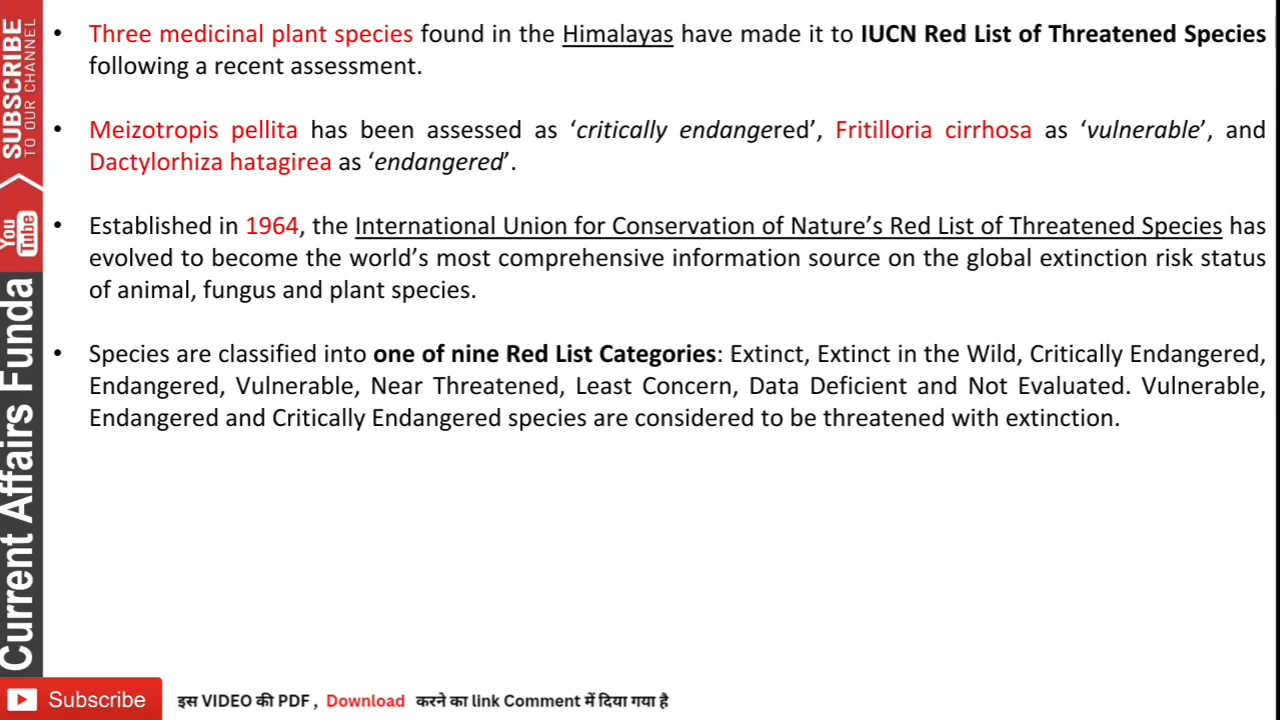 • Three medicinal plant species found in the Himalayas have made it to IUCN Red List of Threatened Species
following a recent assessment.
• Meizotropis pellita has been assessed as ‘critically endangered’, Fritilloria cirrhosa as ‘vulnerable’, and
Dactylorhiza hatagirea as ‘endangered’.
• Established in 1964, the International Union for Conservation of Nature’s Red List of Threatened Species has
evolved to become the world’s most comprehensive information source on the global extinction risk status
of animal, fungus and plant species.
• Species are classified into one of nine Red List Categories: Extinct, Extinct in the Wild, Critically Endangered,
Endangered, Vulnerable, Near Threatened, Least Concern, Data Deficient and Not Evaluated. Vulnerable,
Endangered and Critically Endangered species are considered to be threatened with extinction.
SUBSCRIBE
TO OUR CHANNEL
You Tube
Current Affairs Funda
Subscribe
इस VIDEO की PDF , Download करने का link Comment में दिया गया है